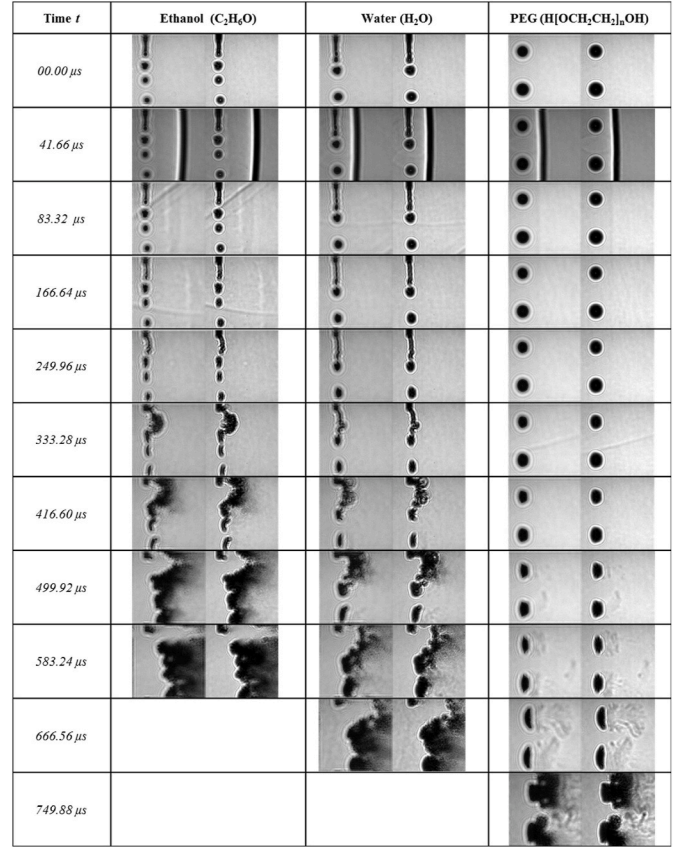 Time t Ethanol (C₂H₆O) Water (H₂O) PEG (H[OCH₂CH₂]ₙOH)
00.00 μs
41.66 μs
83.32 μs
166.64 μs
249.96 μs
333.28 μs
416.60 μs
499.92 μs
583.24 μs
666.56 μs
749.88 μs